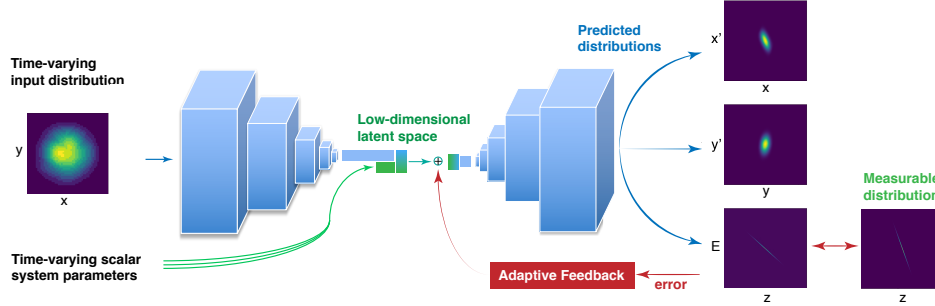 Time-varying
input distribution
y
x
Time-varying scalar
system parameters
Low-dimensional
latent space
⊕
Adaptive Feedback
error
Predicted
distributions
x'
x
y'
y
E
z
Measurable
distribution
z